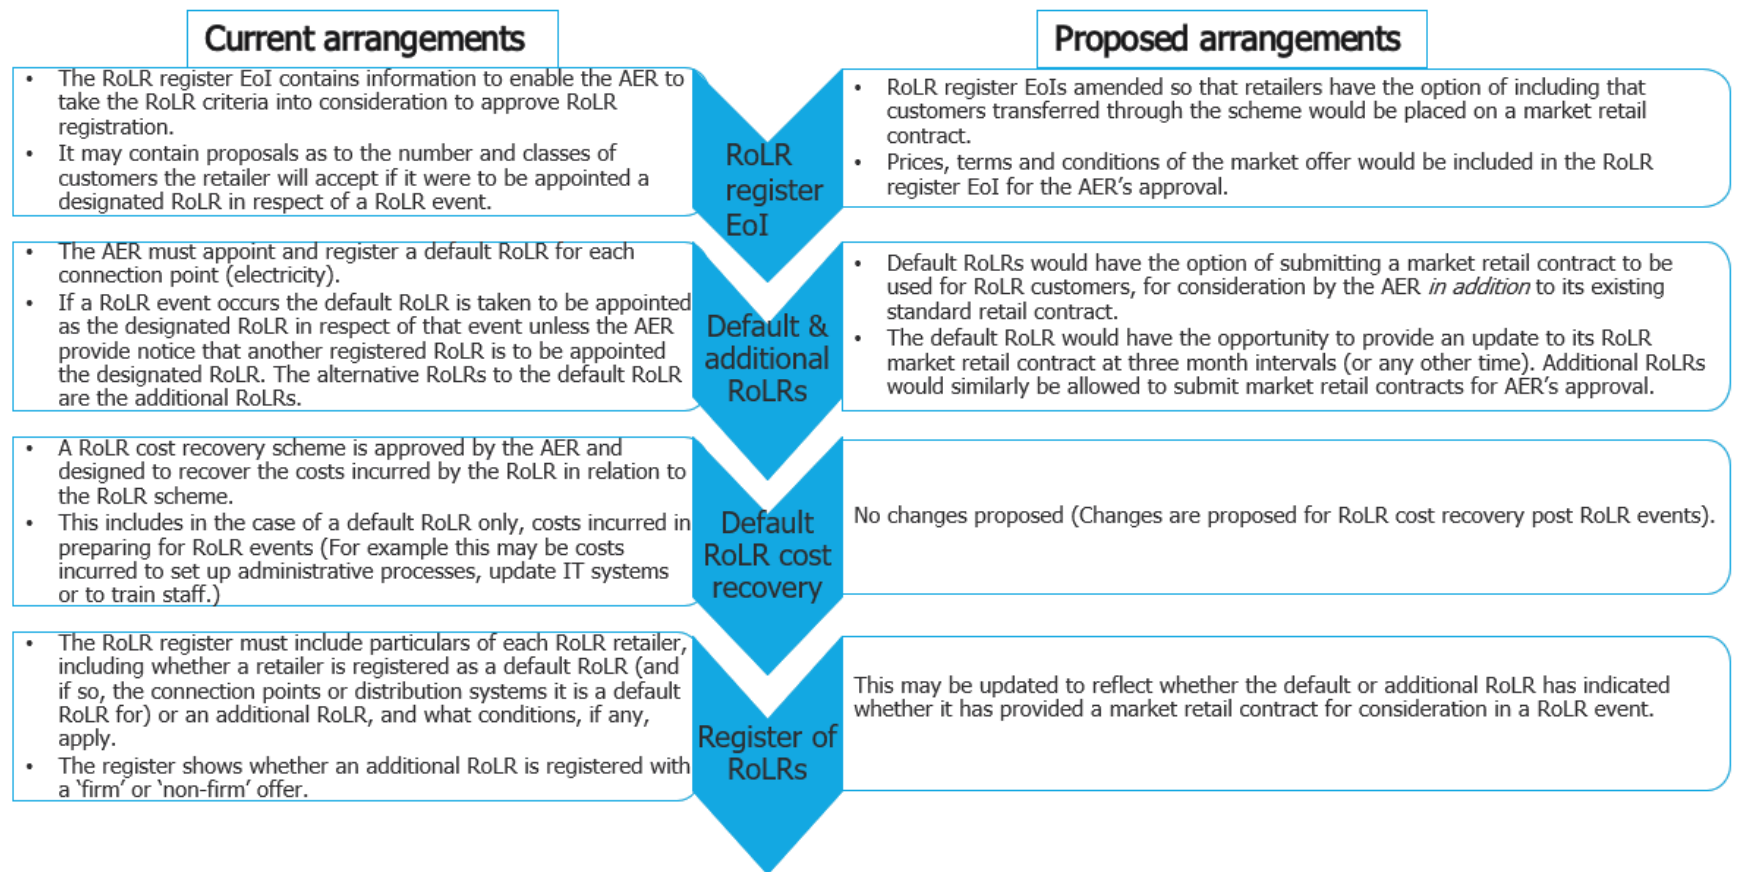 Current arrangements
Proposed arrangements
• The RoLR register EoI contains information to enable the AER to
take the RoLR criteria into consideration to approve RoLR
registration.
• It may contain proposals as to the number and classes of
customers the retailer will accept if it were to be appointed a
designated RoLR in respect of a RoLR event.
RoLR
register
EoI
• RoLR register EoIs amended so that retailers have the option of including that
customers transferred through the scheme would be placed on a market retail
contract.
• Prices, terms and conditions of the market offer would be included in the RoLR
register EoI for the AER’s approval.
• The AER must appoint and register a default RoLR for each
connection point (electricity).
• If a RoLR event occurs the default RoLR is taken to be appointed
as the designated RoLR in respect of that event unless the AER
provide notice that another registered RoLR is to be appointed
the designated RoLR. The alternative RoLRs to the default RoLR
are the additional RoLRs.
Default &
additional
RoLRs
• Default RoLRs would have the option of submitting a market retail contract to be
used for RoLR customers, for consideration by the AER in addition to its existing
standard retail contract.
• The default RoLR would have the opportunity to provide an update to its RoLR
market retail contract at three month intervals (or any other time). Additional RoLRs
would similarly be allowed to submit market retail contracts for AER’s approval.
• A RoLR cost recovery scheme is approved by the AER and
designed to recover the costs incurred by the RoLR in relation to
the RoLR scheme.
• This includes in the case of a default RoLR only, costs incurred in
preparing for RoLR events (For example this may be costs
incurred to set up administrative processes, update IT systems
or to train staff.)
Default
RoLR cost
recovery
No changes proposed (Changes are proposed for RoLR cost recovery post RoLR events).
• The RoLR register must include particulars of each RoLR retailer,
including whether a retailer is registered as a default RoLR (and
if so, the connection points or distribution systems it is a default
RoLR for) or an additional RoLR, and what conditions, if any,
apply.
• The register shows whether an additional RoLR is registered with
a ‘firm’ or ‘non-firm’ offer.
Register of
RoLRs
This may be updated to reflect whether the default or additional RoLR has indicated
whether it has provided a market retail contract for consideration in a RoLR event.